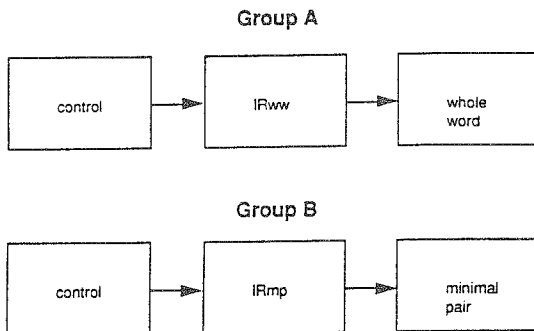 Group A
control
IRww
whole
word
Group B
control
IRmp
minimal
pair